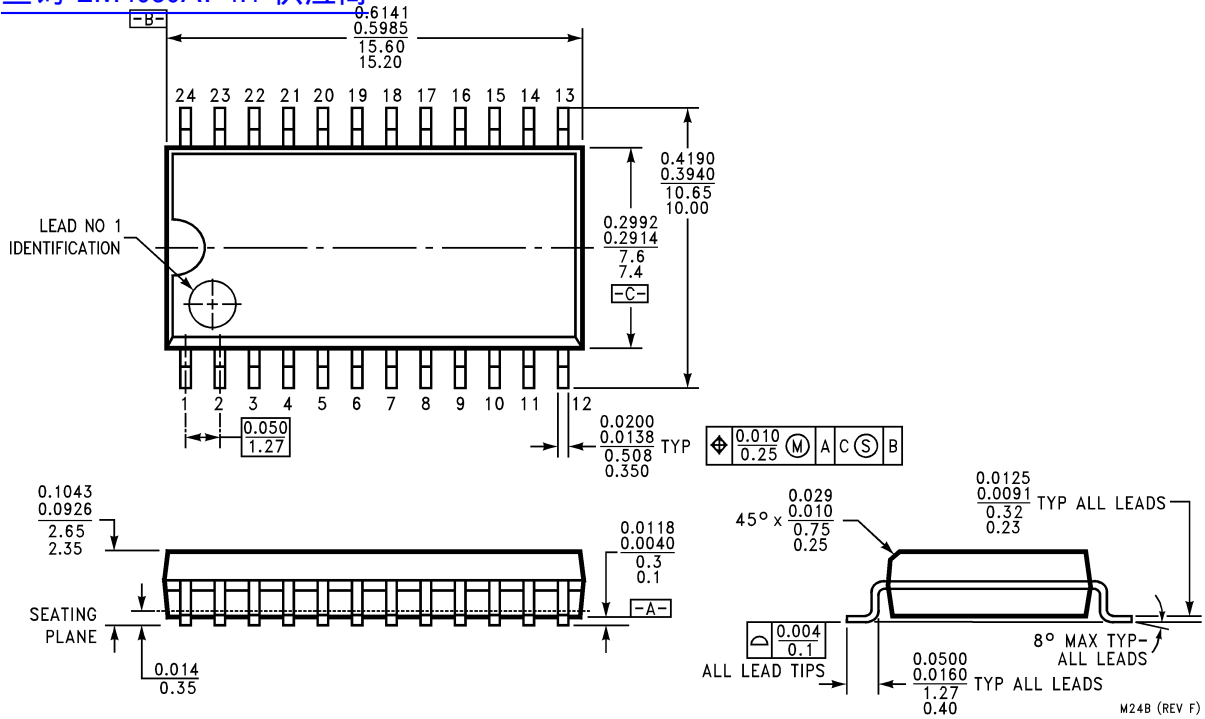 -B-
0.6141
0.5985
15.60
15.20
24 23 22 21 20 19 18 17 16 15 14 13
0.4190
0.3940
10.65
10.00
LEAD NO 1
IDENTIFICATION
0.2992
0.2914
7.6
7.4
-C-
1 2 3 4 5 6 7 8 9 10 11 12
0.050
1.27
0.0200
0.0138
0.508
0.350
TYP
0.010
0.25
M A C S B
0.1043
0.0926
2.65
2.35
0.0118
0.0040
0.3
0.1
-A-
SEATING
PLANE
0.014
0.35
45° x
0.029
0.010
0.75
0.25
0.0125
0.0091
0.32
0.23
TYP ALL LEADS
0.004
0.1
ALL LEAD TIPS
8° MAX TYP-
ALL LEADS
0.0500
0.0160
1.27
0.40
TYP ALL LEADS
M24B (REV F)